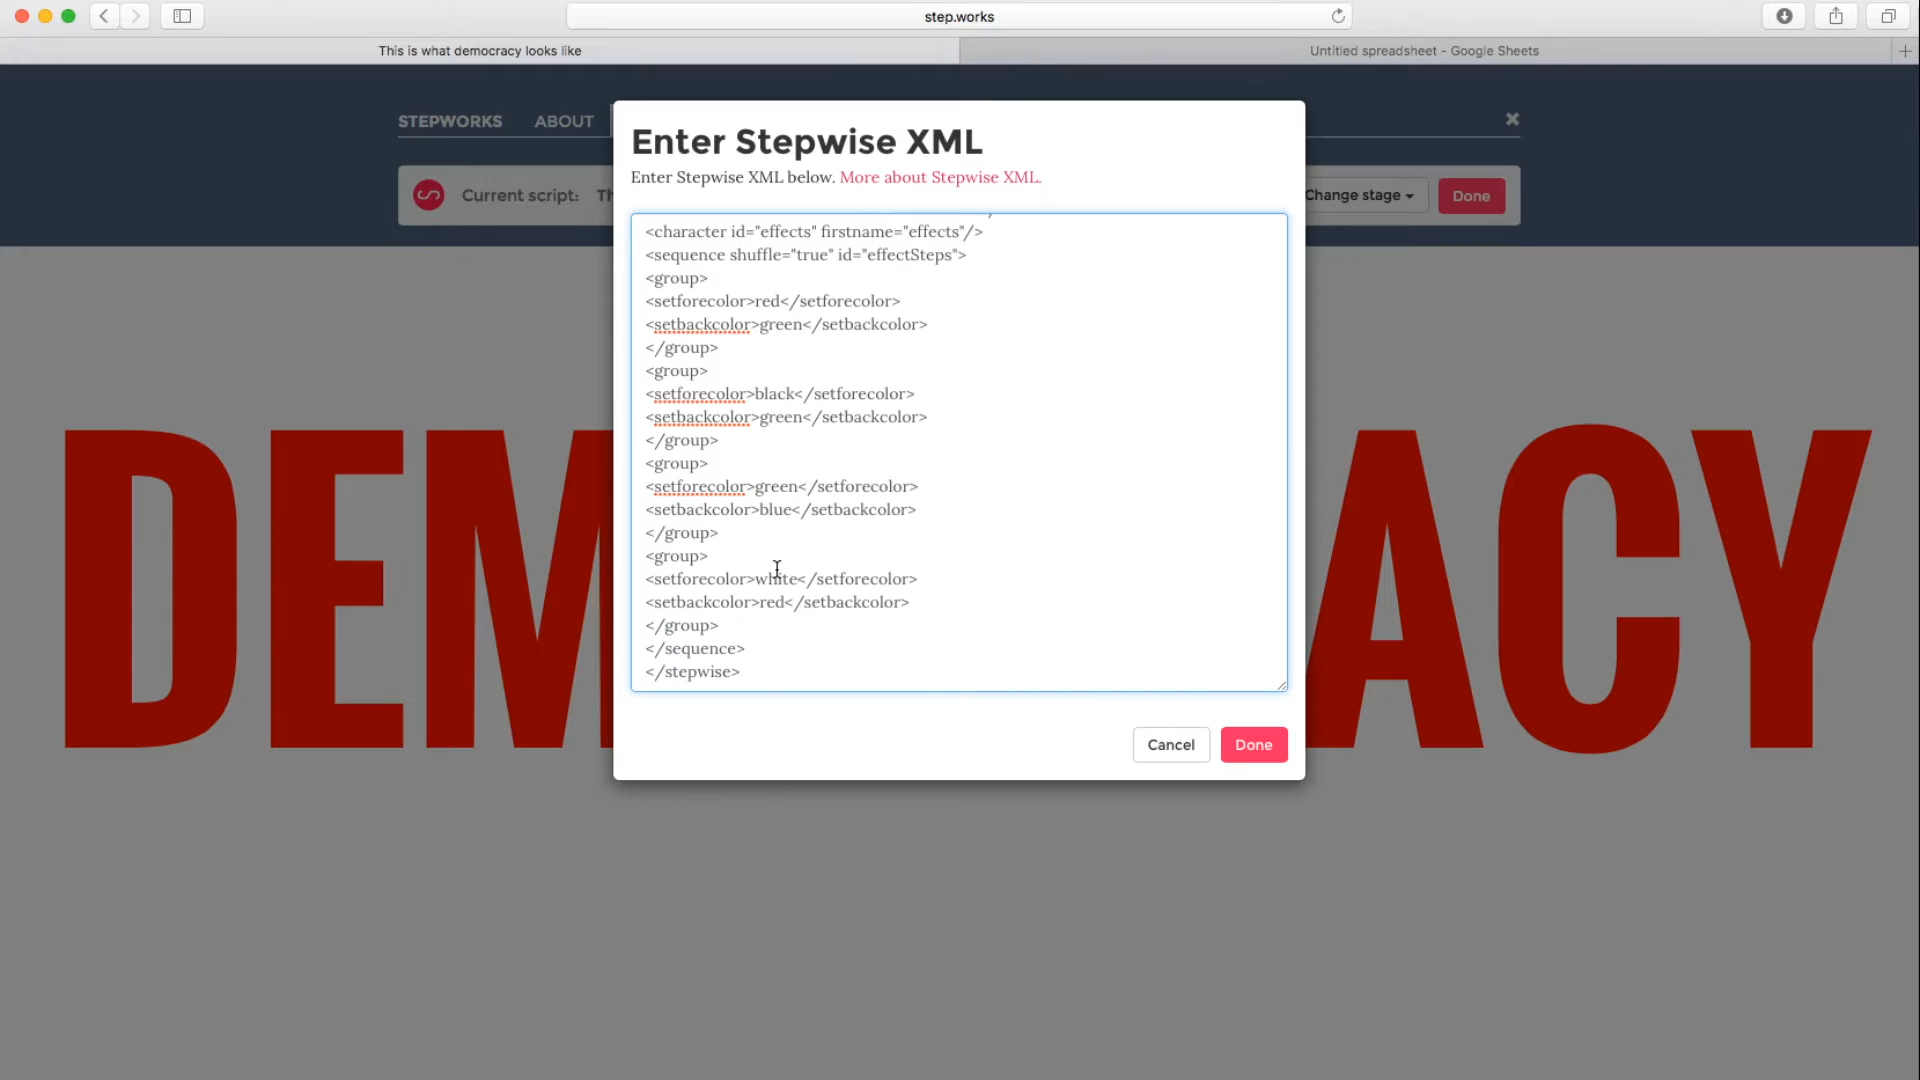 step.works
This is what democracy looks like
Untitled spreadsheet - Google Sheets
STEPWORKS
ABOUT
Current script:
Change stage
Done
Enter Stepwise XML
Enter Stepwise XML below. More about Stepwise XML.
<character id="effects" firstname="effects"/>
<sequence shuffle="true" id="effectSteps">
<group>
<setforecolor>red</setforecolor>
<setbackcolor>green</setbackcolor>
</group>
<group>
<setforecolor>black</setforecolor>
<setbackcolor>green</setbackcolor>
</group>
<group>
<setforecolor>green</setforecolor>
<setbackcolor>blue</setbackcolor>
</group>
<group>
<setforecolor>white</setforecolor>
<setbackcolor>red</setbackcolor>
</group>
</sequence>
</stepwise>
Cancel
Done
DEM ACY